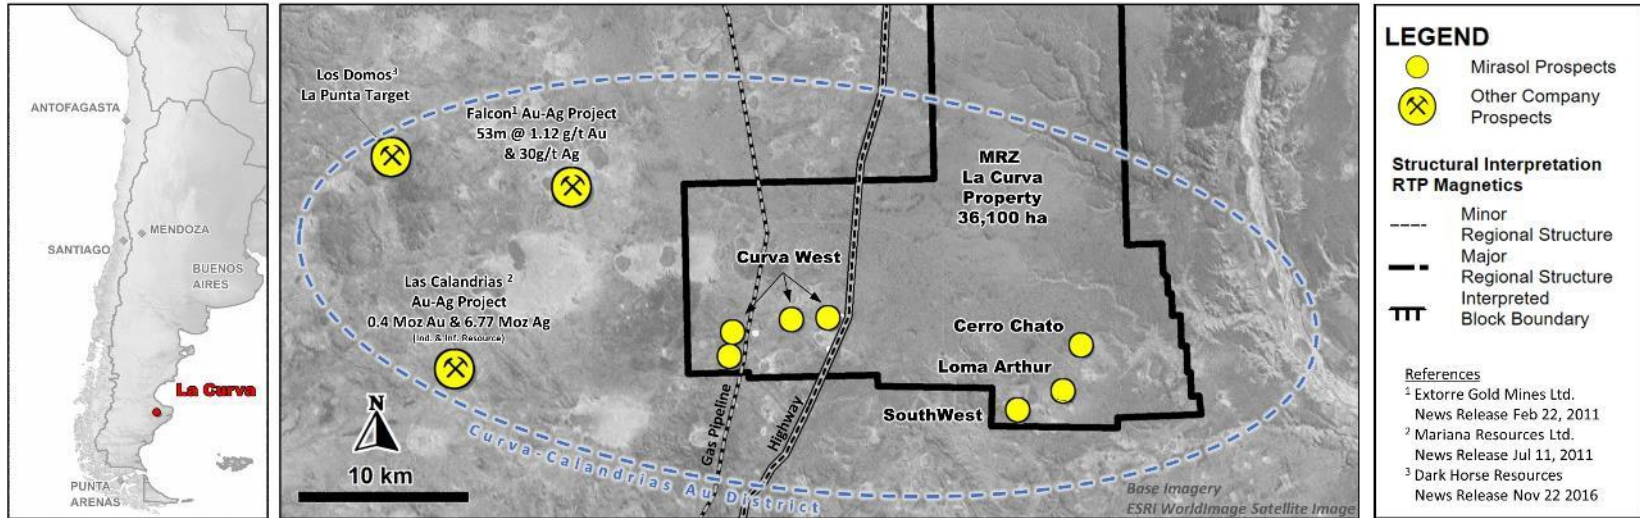 ANTOFAGASTA
SANTIAGO
MENDOZA
BUENOS
AIRES
La Curva
PUNTA
ARENAS
Los Domos³
La Punta Target
Falcon¹ Au-Ag Project
53m @ 1.12 g/t Au
& 30g/t Ag
MRZ
La Curva
Property
36,100 ha
Curva West
Las Calandrias ²
Au-Ag Project
0.4 Moz Au & 6.77 Moz Ag
(Ind. & Inf. Resource)
Cerro Chato
Loma Arthur
SouthWest
N
10 km
Gas Pipeline
Highway
Curva-Calandrias Au District
Base Imagery
ESRI WorldImage Satellite Image
LEGEND
Mirasol Prospects
Other Company
Prospects
Structural Interpretation
RTP Magnetics
Minor
Regional Structure
Major
Regional Structure
Interpreted
Block Boundary
References
¹ Extorre Gold Mines Ltd.
News Release Feb 22, 2011
² Mariana Resources Ltd.
News Release Jul 11, 2011
³ Dark Horse Resources
News Release Nov 22 2016